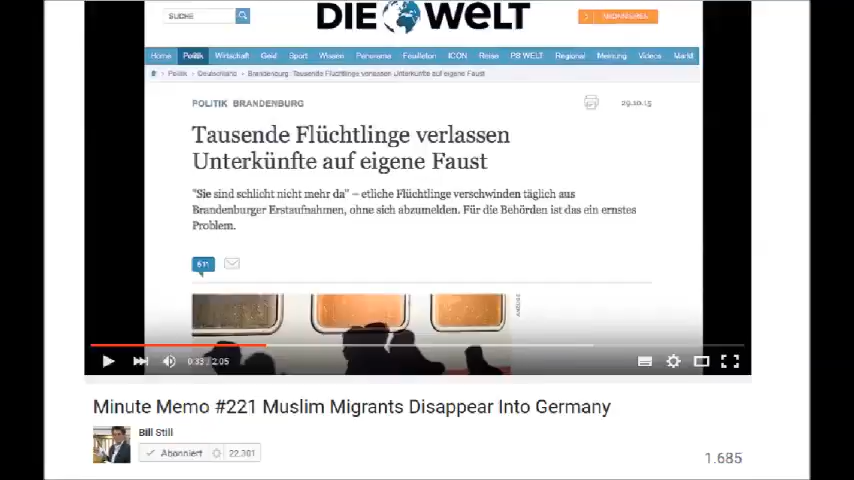 SUCHE
DIE WELT
ABONNIEREN
Home Politik Wirtschaft Geld Sport Wissen Panorama Feuilleton ICON Reise PS WELT Regional Meinung Videos Markt
Politik Deutschland Brandenburg: Tausende Flüchtlinge verlassen Unterkünfte auf eigene Faust
POLITIK BRANDENBURG
29.10.15
Tausende Flüchtlinge verlassen
Unterkünfte auf eigene Faust
"Sie sind schlicht nicht mehr da" – etliche Flüchtlinge verschwinden täglich aus
Brandenburger Erstaufnahmen, ohne sich abzumelden. Für die Behörden ist das ein ernstes
Problem.
611
0:33 / 2:05
Minute Memo #221 Muslim Migrants Disappear Into Germany
Bill Still
Abonniert 22.301
1.685